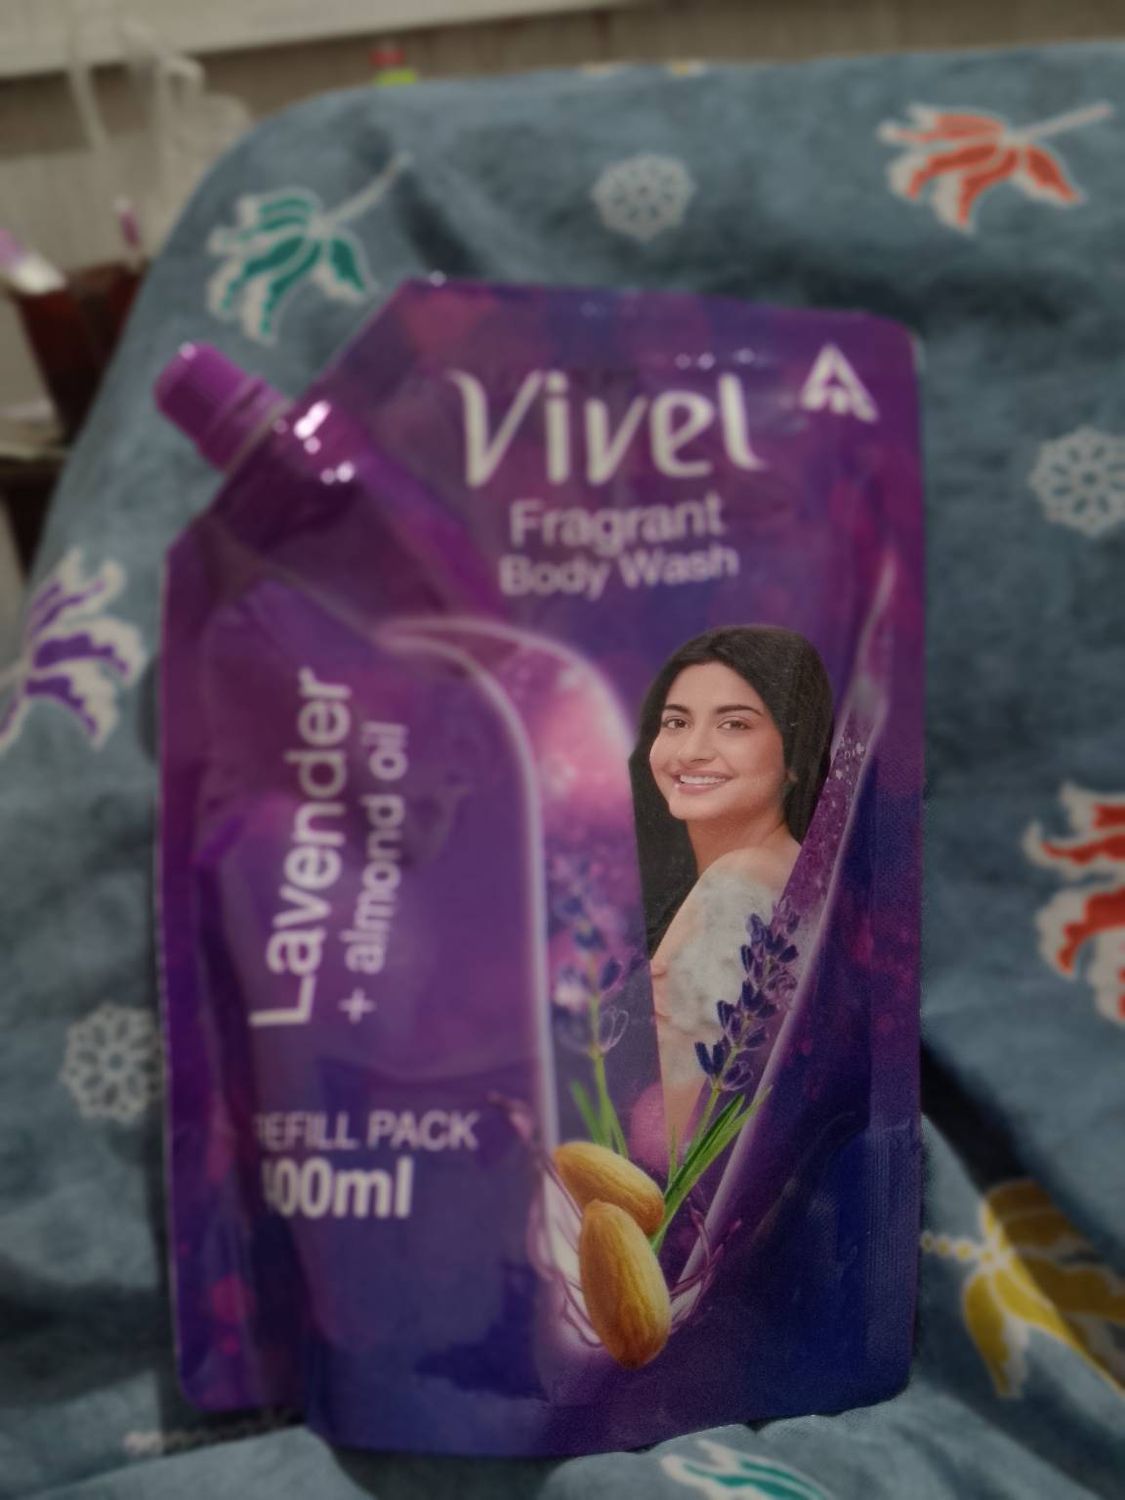 Vivel
Fragrant
Body Wash
Lavender
+ almond oil
REFILL PACK